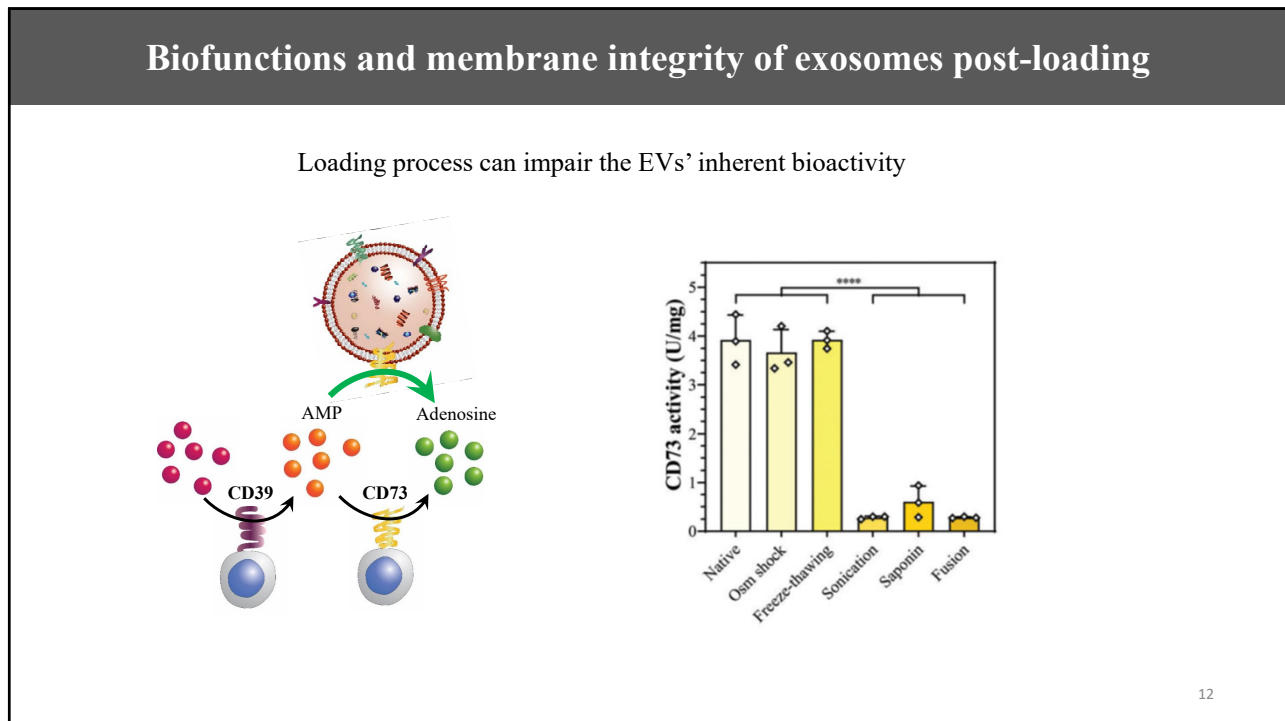 Biofunctions and membrane integrity of exosomes post-loading
Loading process can impair the EVs’ inherent bioactivity
AMP
Adenosine
CD39
CD73
CD73 activity (U/mg)
5
4
3
2
1
0
****
Native
Osm shock
Freeze-thawing
Sonication
Saponin
Fusion
12